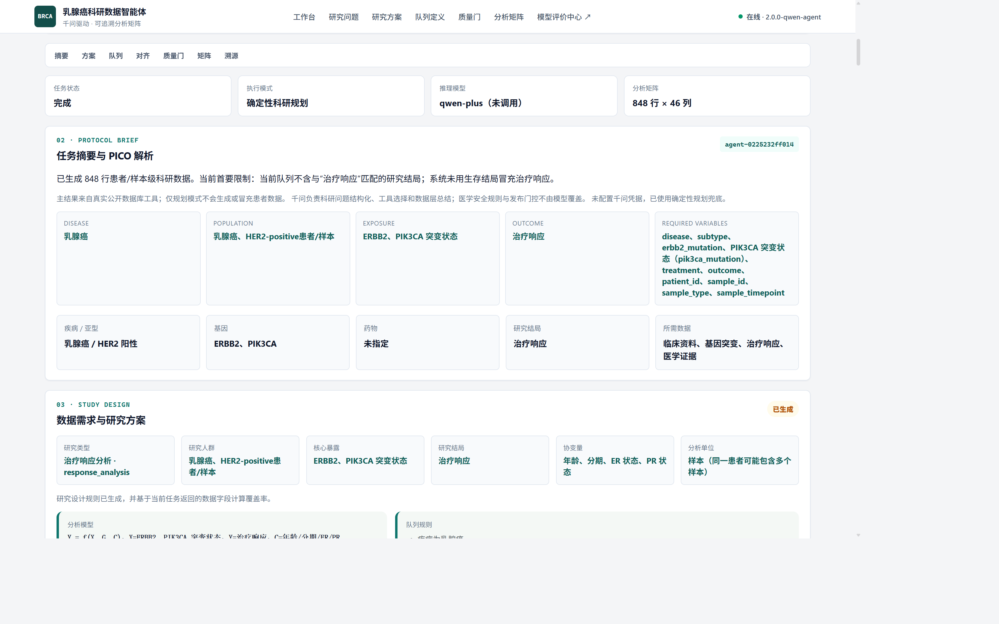 BRCA
乳腺癌科研数据智能体
千问驱动 · 可追溯分析矩阵
工作台
研究问题
研究方案
队列定义
质量门
分析矩阵
模型评价中心 ↗
在线 · 2.0.0-qwen-agent
摘要
方案
队列
对齐
质量门
矩阵
溯源
任务状态
完成
执行模式
确定性科研规划
推理模型
qwen-plus（未调用）
分析矩阵
848 行 × 46 列
02 · PROTOCOL BRIEF
agent-0225232ff014
任务摘要与 PICO 解析
已生成 848 行患者/样本级科研数据。当前首要限制：当前队列不含与“治疗响应”匹配的研究结局；系统未用生存结局冒充治疗响应。
主结果来自真实公开数据库工具；仅规划模式不会生成或冒充患者数据。 千问负责科研问题结构化、工具选择和数据层总结；医学安全规则与发布门控不由模型覆盖。 未配置千问凭据，已使用确定性规划兜底。
DISEASE
乳腺癌
POPULATION
乳腺癌、HER2-positive患者/样本
EXPOSURE
ERBB2、PIK3CA 突变状态
OUTCOME
治疗响应
REQUIRED VARIABLES
disease、subtype、
erbb2_mutation、PIK3CA 突变状
态（pik3ca_mutation）、
treatment、outcome、
patient_id、sample_id、
sample_type、sample_timepoint
疾病 / 亚型
乳腺癌 / HER2 阳性
基因
ERBB2、PIK3CA
药物
未指定
研究结局
治疗响应
所需数据
临床资料、基因突变、治疗响应、
医学证据
03 · STUDY DESIGN
已生成
数据需求与研究方案
研究类型
治疗响应分析 ·
response_analysis
研究人群
乳腺癌、HER2-positive患
者/样本
核心暴露
ERBB2、PIK3CA 突变状态
研究结局
治疗响应
协变量
年龄、分期、ER 状态、PR 状
态
分析单位
样本（同一患者可能包含多个
样本）
研究设计规则已生成，并基于当前任务返回的数据字段计算覆盖率。
分析模型
Y = f(X, G, C)，X=ERBB2、PIK3CA 突变状态，Y=治疗响应，C=年龄/分期/ER/PR
队列规则
· 疾病为乳腺癌